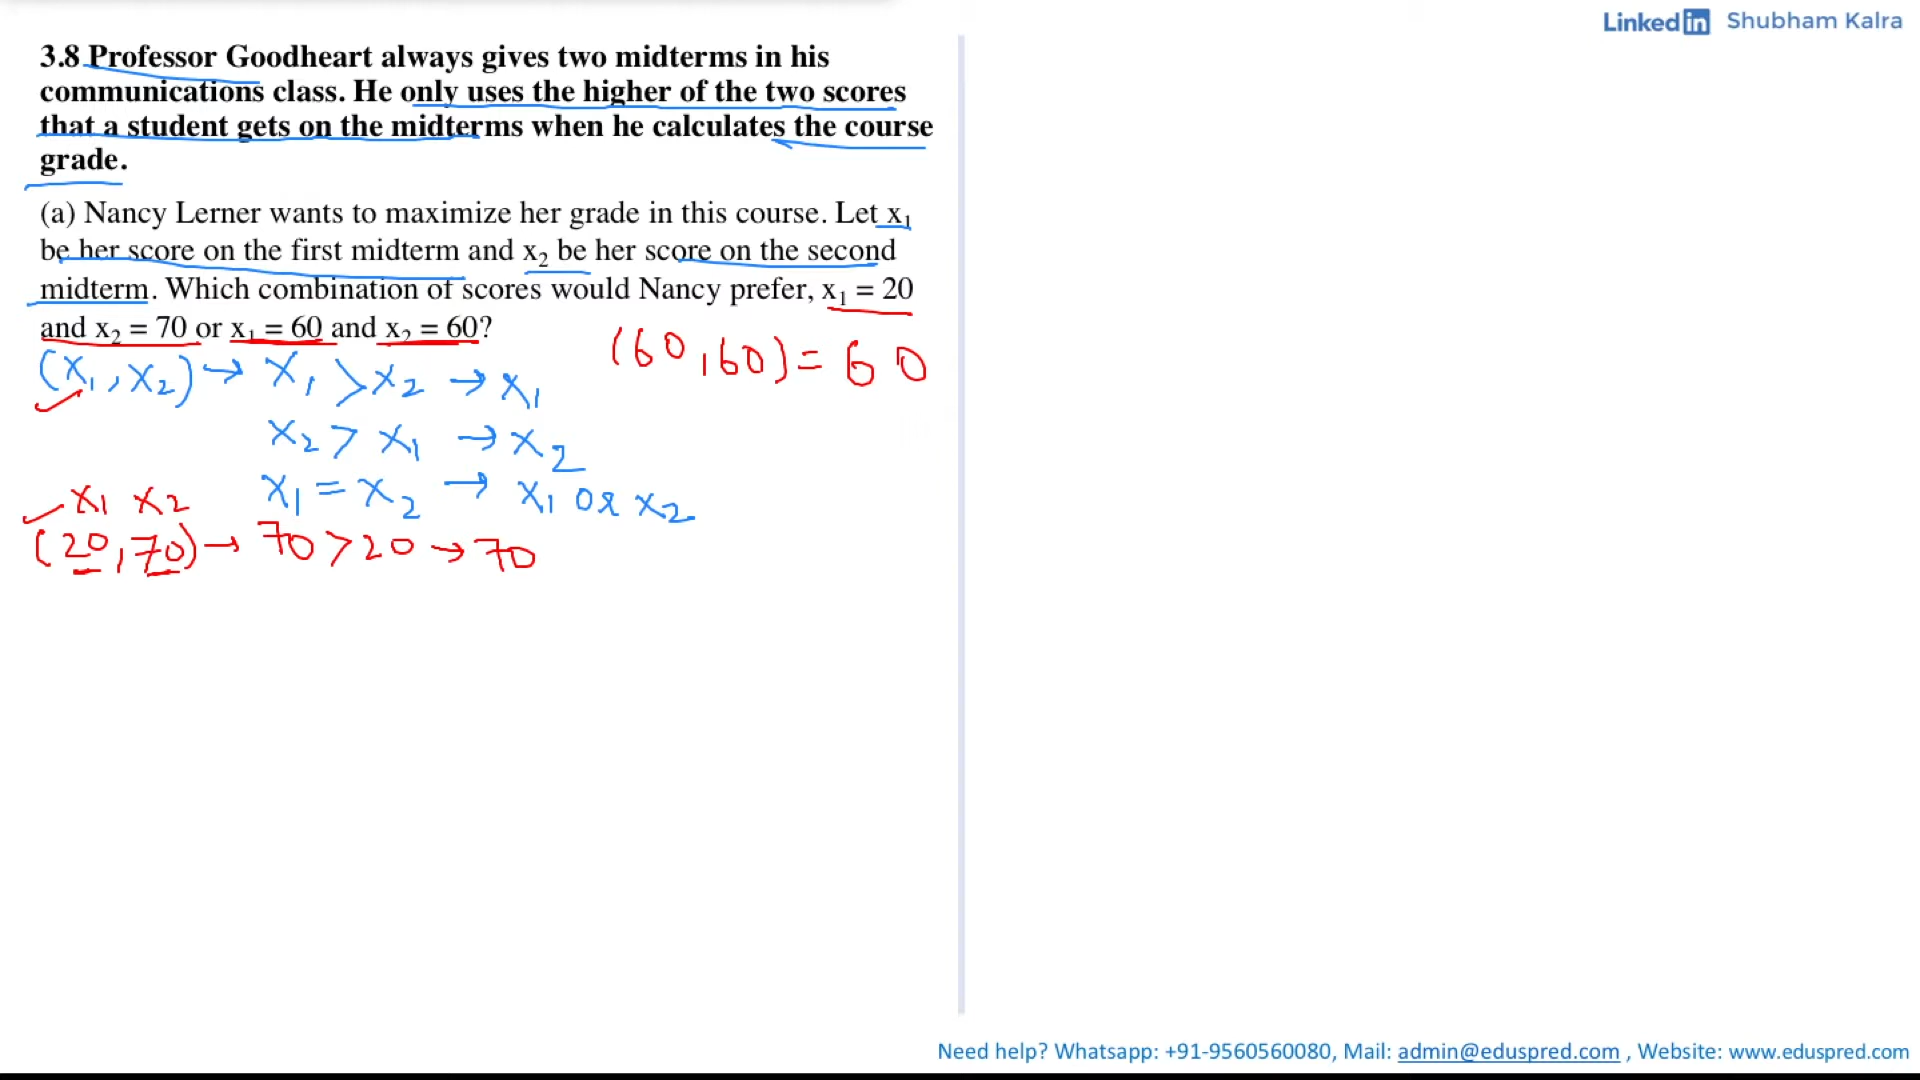 Linked in Shubham Kalra
3.8 Professor Goodheart always gives two midterms in his
communications class. He only uses the higher of the two scores
that a student gets on the midterms when he calculates the course
grade.
(a) Nancy Lerner wants to maximize her grade in this course. Let x₁
be her score on the first midterm and x₂ be her score on the second
midterm. Which combination of scores would Nancy prefer, x₁ = 20
and x₂ = 70 or x₁ = 60 and x₂ = 60?
(60,60) = 60
(x₁, x₂) → x₁ > x₂ → x₁
x₂ > x₁ → x₂
x₁ = x₂ → x₁ or x₂
x₁ x₂
(20,70) → 70 > 20 → 70
Need help? Whatsapp: +91-9560560080, Mail: admin@eduspred.com , Website: www.eduspred.com